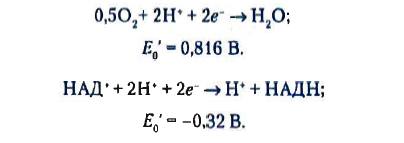 0,5O₂+ 2H⁺ + 2e⁻ → H₂O;
E₀′ = 0,816 В.
НАД⁺ + 2H⁺ + 2e⁻ → H⁺ + НАДН;
E₀′ = −0,32 В.